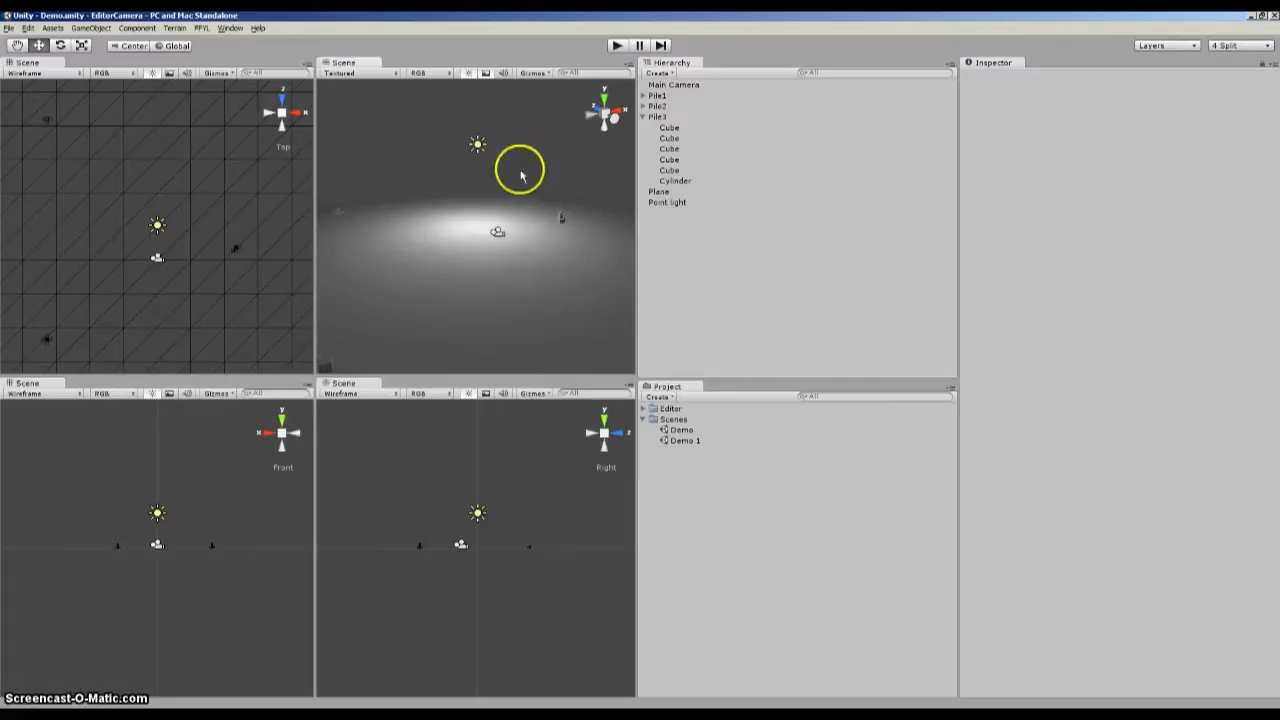 Unity - Demo.unity - EditorCamera - PC and Mac Standalone
File Edit Assets GameObject Component Terrain Window Help
Center Global Layers 4 Split
Scene Scene Hierarchy Inspector
Wireframe RGB Gizmos All Textured RGB Gizmos All Create All
Main Camera
Pile1
Pile2
Pile3
Cube
Cube
Cube
Cube
Cube
Cylinder
Plane
Point light
z x Top
y x z
Scene Scene Project
Wireframe RGB Gizmos All Wireframe RGB Gizmos All Create All
Editor
Scenes
Demo
Demo 1
y x Front
y z Right
Screencast-O-Matic.com